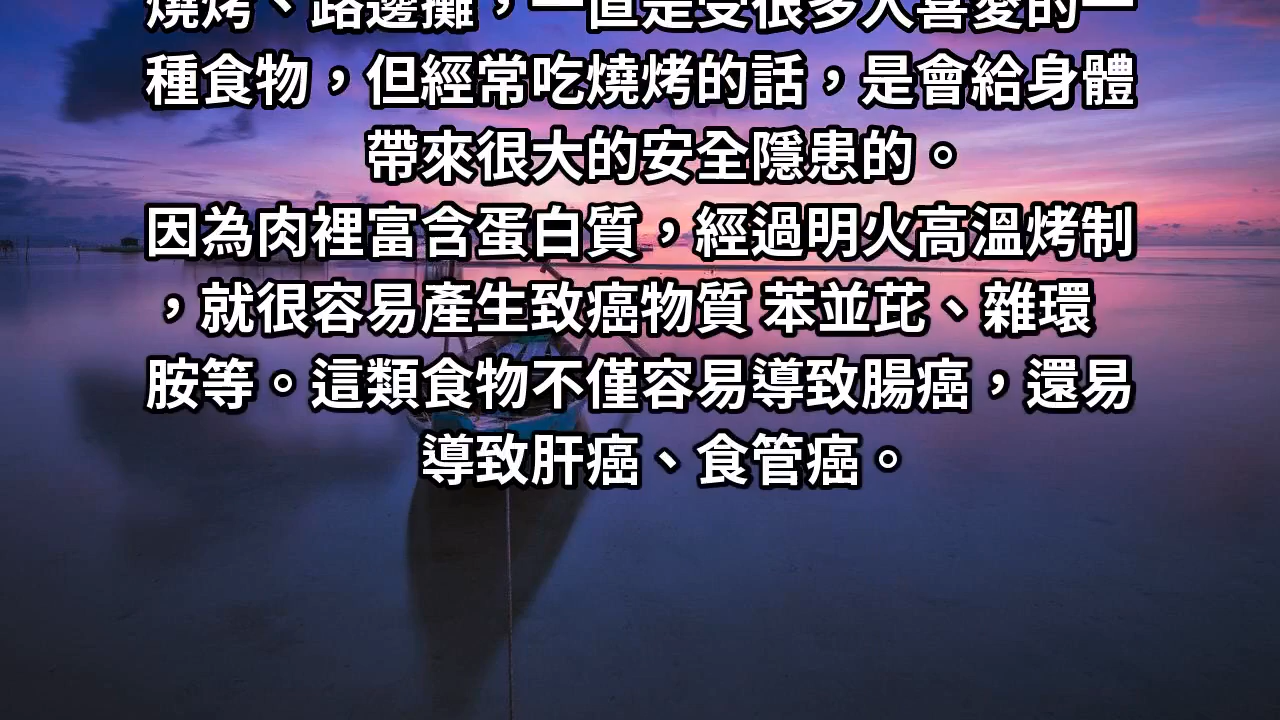 燒烤、路邊攤，一直是受很多人喜愛的一
種食物，但經常吃燒烤的話，是會給身體
帶來很大的安全隱患的。
因為肉裡富含蛋白質，經過明火高溫烤制
，就很容易產生致癌物質 苯並芘、雜環
胺等。這類食物不僅容易導致腸癌，還易
導致肝癌、食管癌。